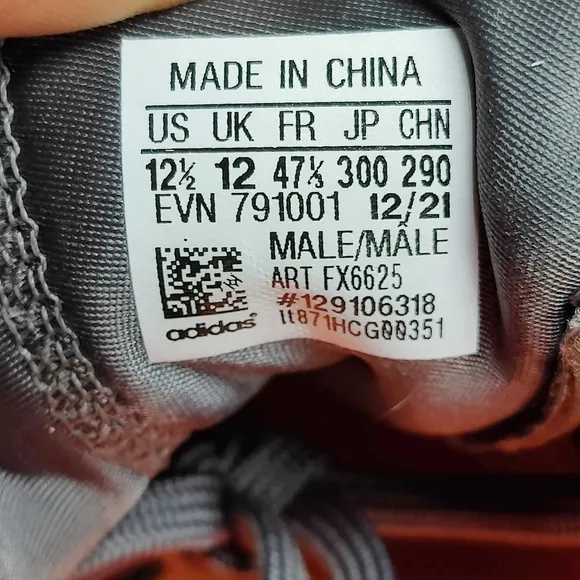 MADE IN CHINA
US UK FR JP CHN
12½ 12 47⅓ 300 290
EVN 791001 12/21
MALE/MÂLE
ART FX6625
#129106318
adidas
lt871HCG00351